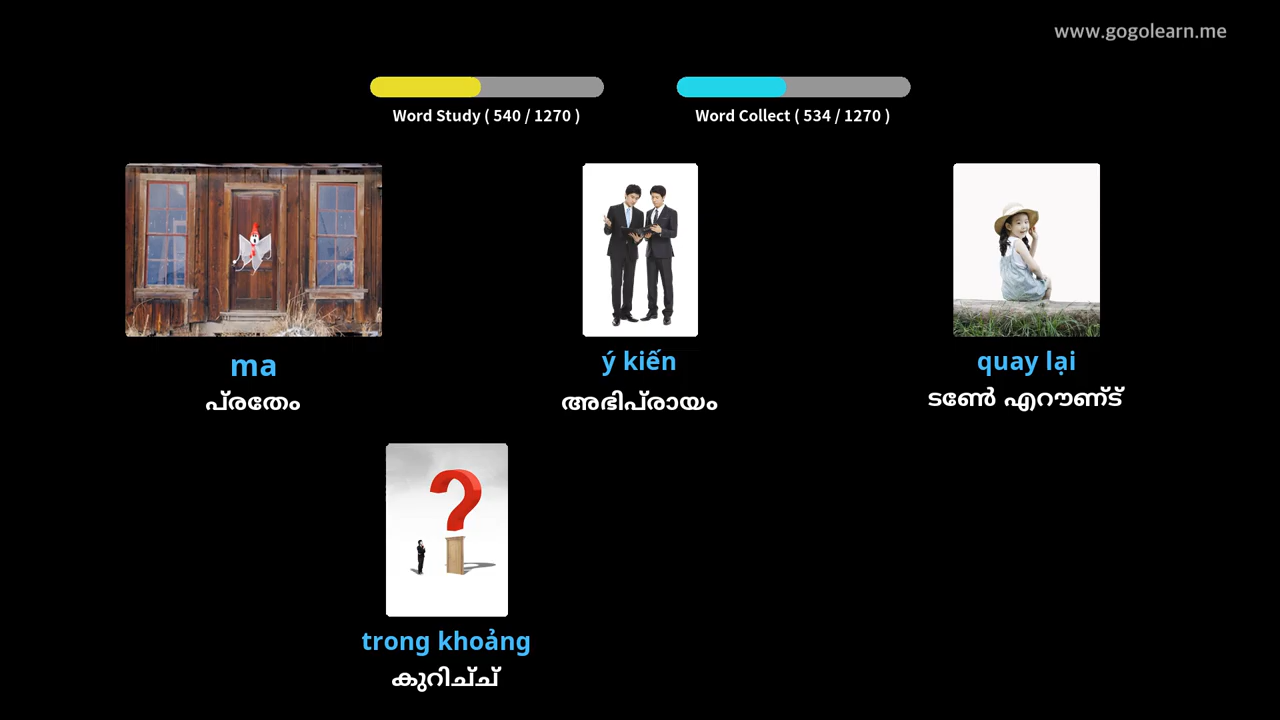 www.gogolearn.me
Word Study ( 540 / 1270 )
Word Collect ( 534 / 1270 )
ma
പ്രതേം
ý kiến
അഭിപ്രായം
quay lại
ടണേർ എറൗണ്ട്
trong khoảng
കുറിച്ച്